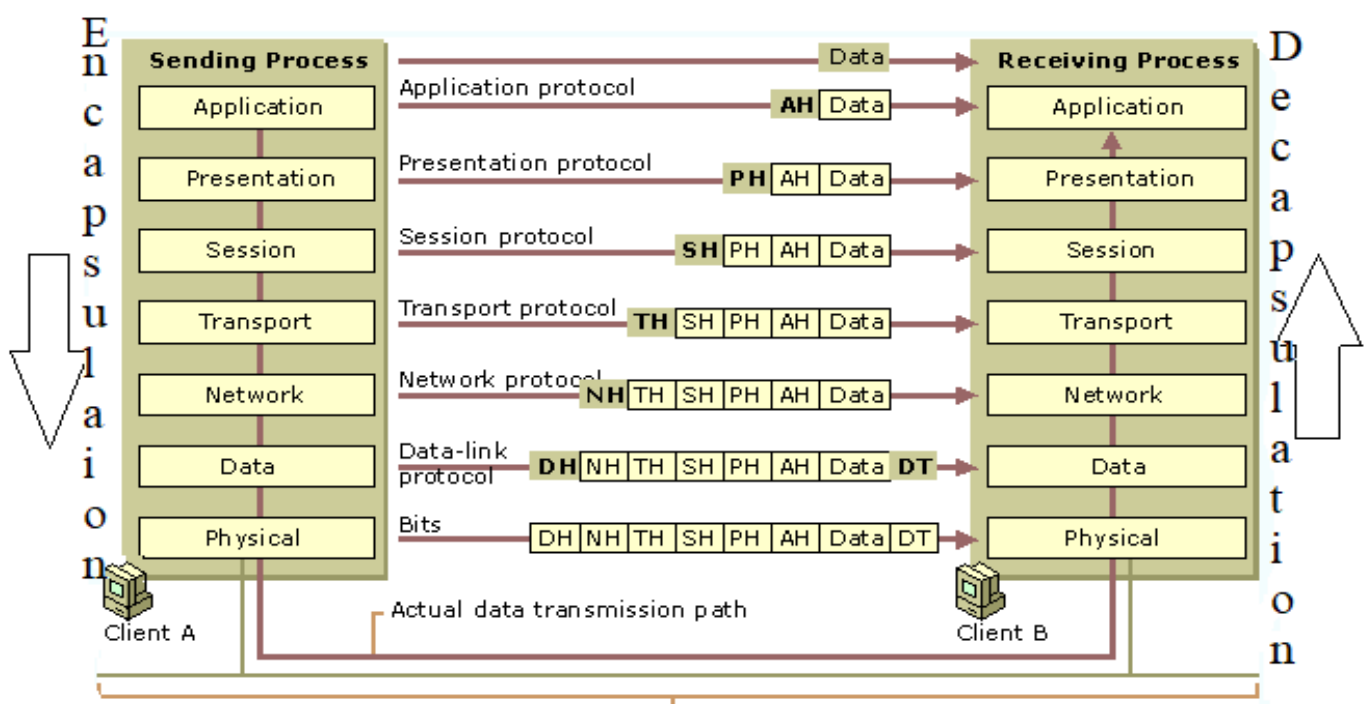 Encapsulaion
Sending Process
Application
Presentation
Session
Transport
Network
Data
Physical
Client A
Data
Application protocol
AH Data
Presentation protocol
PH AH Data
Session protocol
SH PH AH Data
Transport protocol
TH SH PH AH Data
Network protocol
NH TH SH PH AH Data
Data-link
protocol
DH NH TH SH PH AH Data DT
Bits
DH NH TH SH PH AH Data DT
Actual data transmission path
Receiving Process
Application
Presentation
Session
Transport
Network
Data
Physical
Client B
Decapsulation